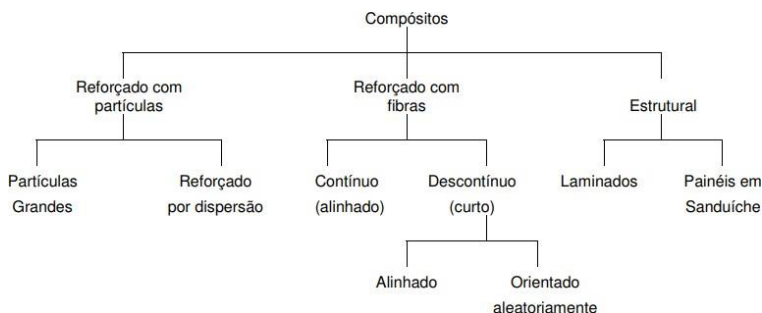 Compósitos
Reforçado com
partículas
Reforçado com
fibras
Estrutural
Partículas
Grandes
Reforçado
por dispersão
Contínuo
(alinhado)
Descontínuo
(curto)
Laminados
Painéis em
Sanduíche
Alinhado
Orientado
aleatoriamente